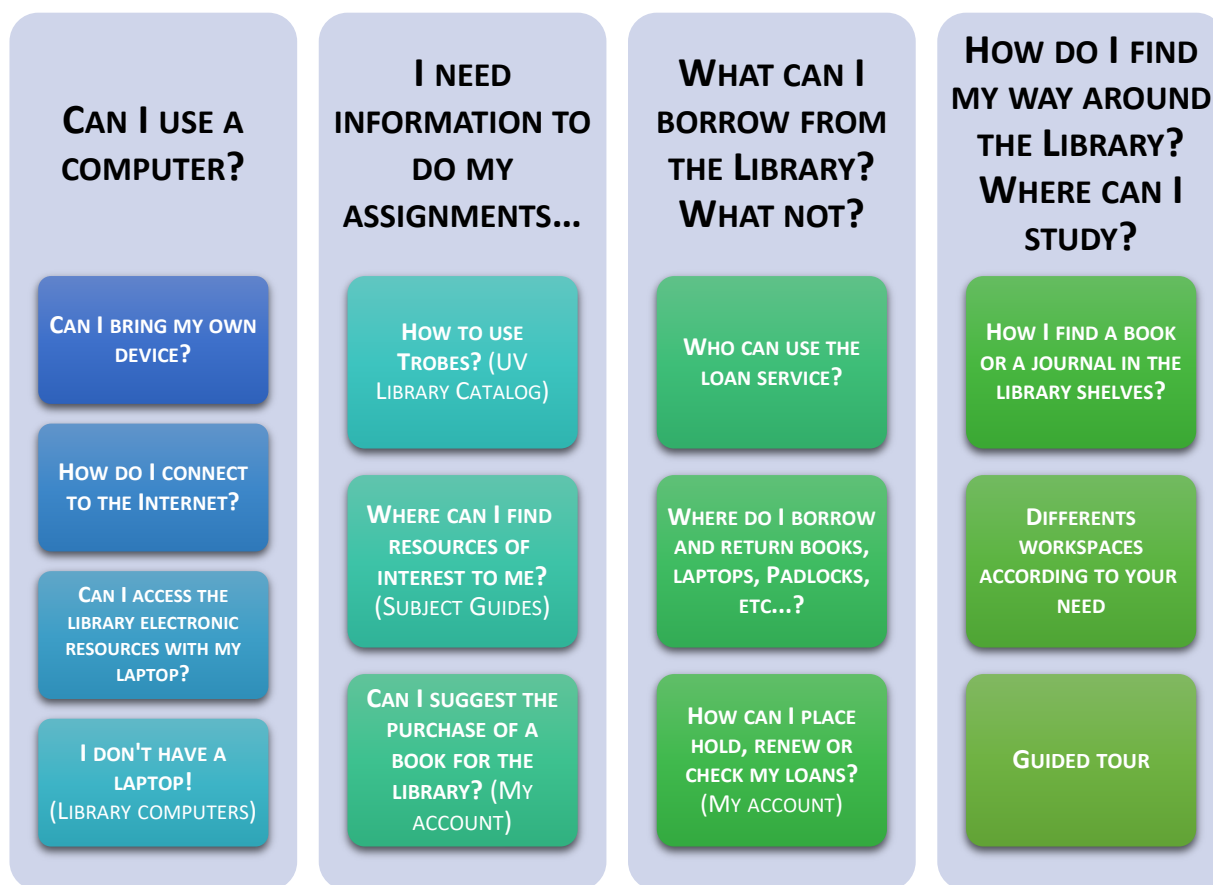 CAN I USE A
COMPUTER?
CAN I BRING MY OWN
DEVICE?
HOW DO I CONNECT
TO THE INTERNET?
CAN I ACCESS THE
LIBRARY ELECTRONIC
RESOURCES WITH MY
LAPTOP?
I DON'T HAVE A
LAPTOP!
(LIBRARY COMPUTERS)
I NEED
INFORMATION TO
DO MY
ASSIGNMENTS...
HOW TO USE
TROBES? (UV
LIBRARY CATALOG)
WHERE CAN I FIND
RESOURCES OF
INTEREST TO ME?
(SUBJECT GUIDES)
CAN I SUGGEST THE
PURCHASE OF A
BOOK FOR THE
LIBRARY? (MY
ACCOUNT)
WHAT CAN I
BORROW FROM
THE LIBRARY?
WHAT NOT?
WHO CAN USE THE
LOAN SERVICE?
WHERE DO I BORROW
AND RETURN BOOKS,
LAPTOPS, PADLOCKS,
ETC...?
HOW CAN I PLACE
HOLD, RENEW OR
CHECK MY LOANS?
(MY ACCOUNT)
HOW DO I FIND
MY WAY AROUND
THE LIBRARY?
WHERE CAN I
STUDY?
HOW I FIND A BOOK
OR A JOURNAL IN THE
LIBRARY SHELVES?
DIFFERENTS
WORKSPACES
ACCORDING TO YOUR
NEED
GUIDED TOUR